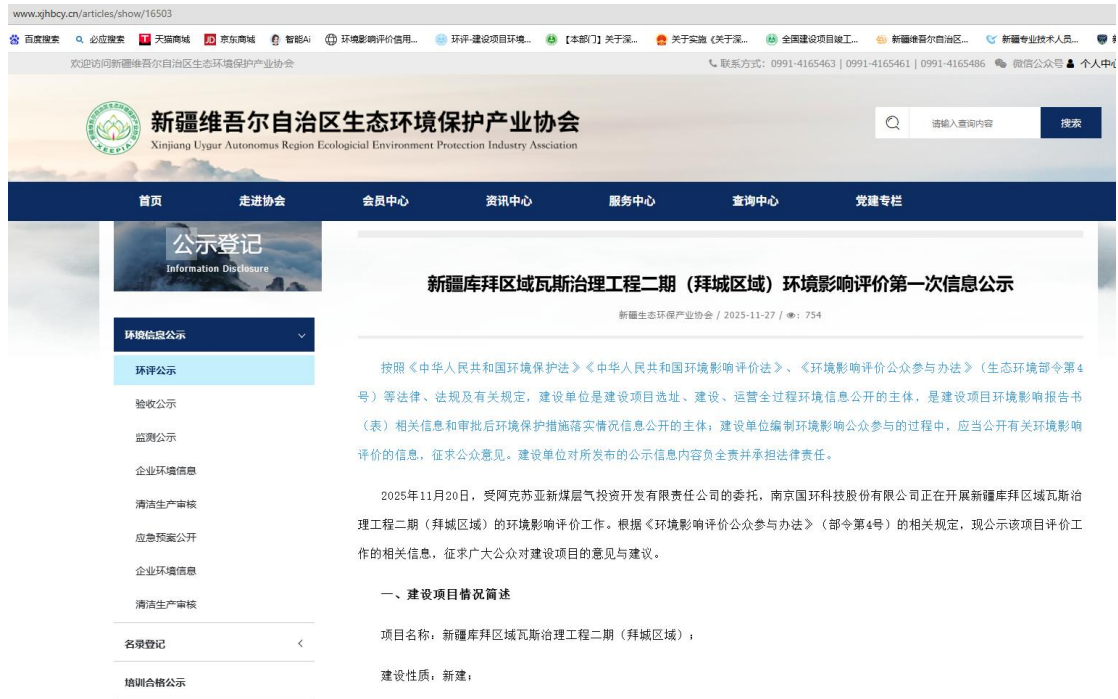 www.xjhbcy.cn/articles/show/16503
百度搜索 必应搜索 天猫商城 京东商城 智能Ai 环境影响评价信用... 环评-建设项目环境... 【本部门】关于深... 关于实施《关于深... 全国建设项目竣工... 新疆维吾尔自治区... 新疆专业技术人员...
欢迎访问新疆维吾尔自治区生态环境保护产业协会 联系方式：0991-4165463 | 0991-4165461 | 0991-4165486 微信公众号 个人中心
新疆维吾尔自治区生态环境保护产业协会
Xinjiang Uygur Autonomus Region Ecologicial Environment Protection Industry Assciation
XEEPIA
请输入查询内容 搜索
首页 走进协会 会员中心 资讯中心 服务中心 查询中心 党建专栏
公示登记
Information Disclosure
环境信息公示
环评公示
验收公示
监测公示
企业环境信息
清洁生产审核
应急预案公开
企业环境信息
清洁生产审核
名录登记
培训合格公示
新疆库拜区域瓦斯治理工程二期（拜城区域）环境影响评价第一次信息公示
新疆生态环保产业协会 / 2025-11-27 / : 754
按照《中华人民共和国环境保护法》《中华人民共和国环境影响评价法》、《环境影响评价公众参与办法》（生态环境部令第4
号）等法律、法规及有关规定，建设单位是建设项目选址、建设、运营全过程环境信息公开的主体，是建设项目环境影响报告书
（表）相关信息和审批后环境保护措施落实情况信息公开的主体；建设单位编制环境影响公众参与的过程中，应当公开有关环境影响
评价的信息，征求公众意见。建设单位对所发布的公示信息内容负全责并承担法律责任。
2025年11月20日，受阿克苏亚新煤层气投资开发有限责任公司的委托，南京国环科技股份有限公司正在开展新疆库拜区域瓦斯治
理工程二期（拜城区域）的环境影响评价工作。根据《环境影响评价公众参与办法》（部令第4号）的相关规定，现公示该项目评价工
作的相关信息，征求广大公众对建设项目的意见与建议。
一、建设项目情况简述
项目名称：新疆库拜区域瓦斯治理工程二期（拜城区域）；
建设性质：新建；